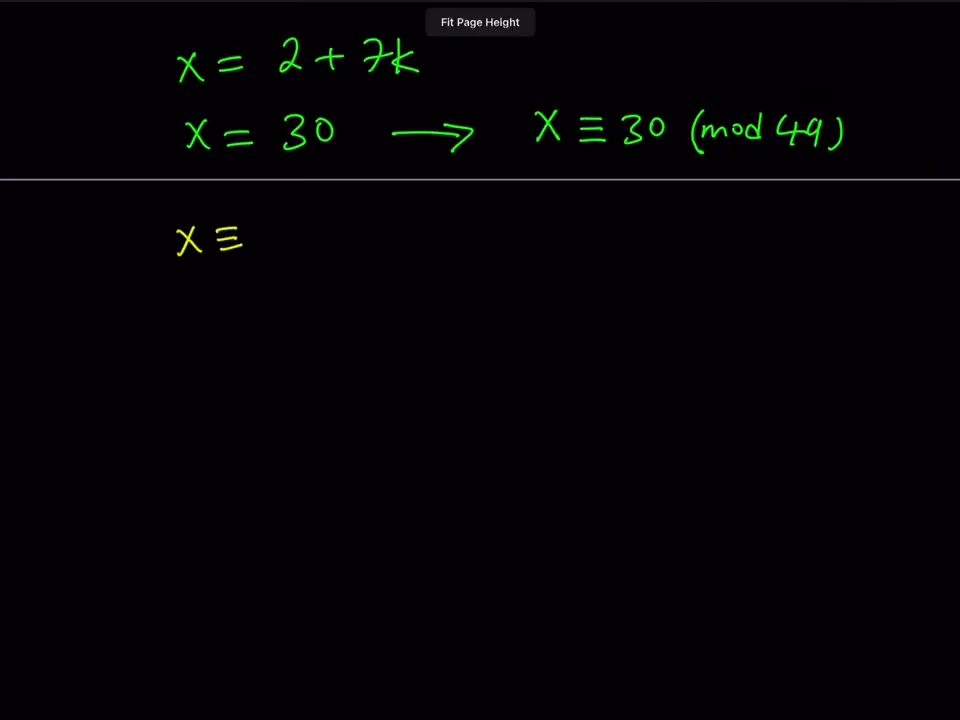 Fit Page Height
x = 2 + 7k
x = 30 → x ≡ 30 (mod 49)
x ≡